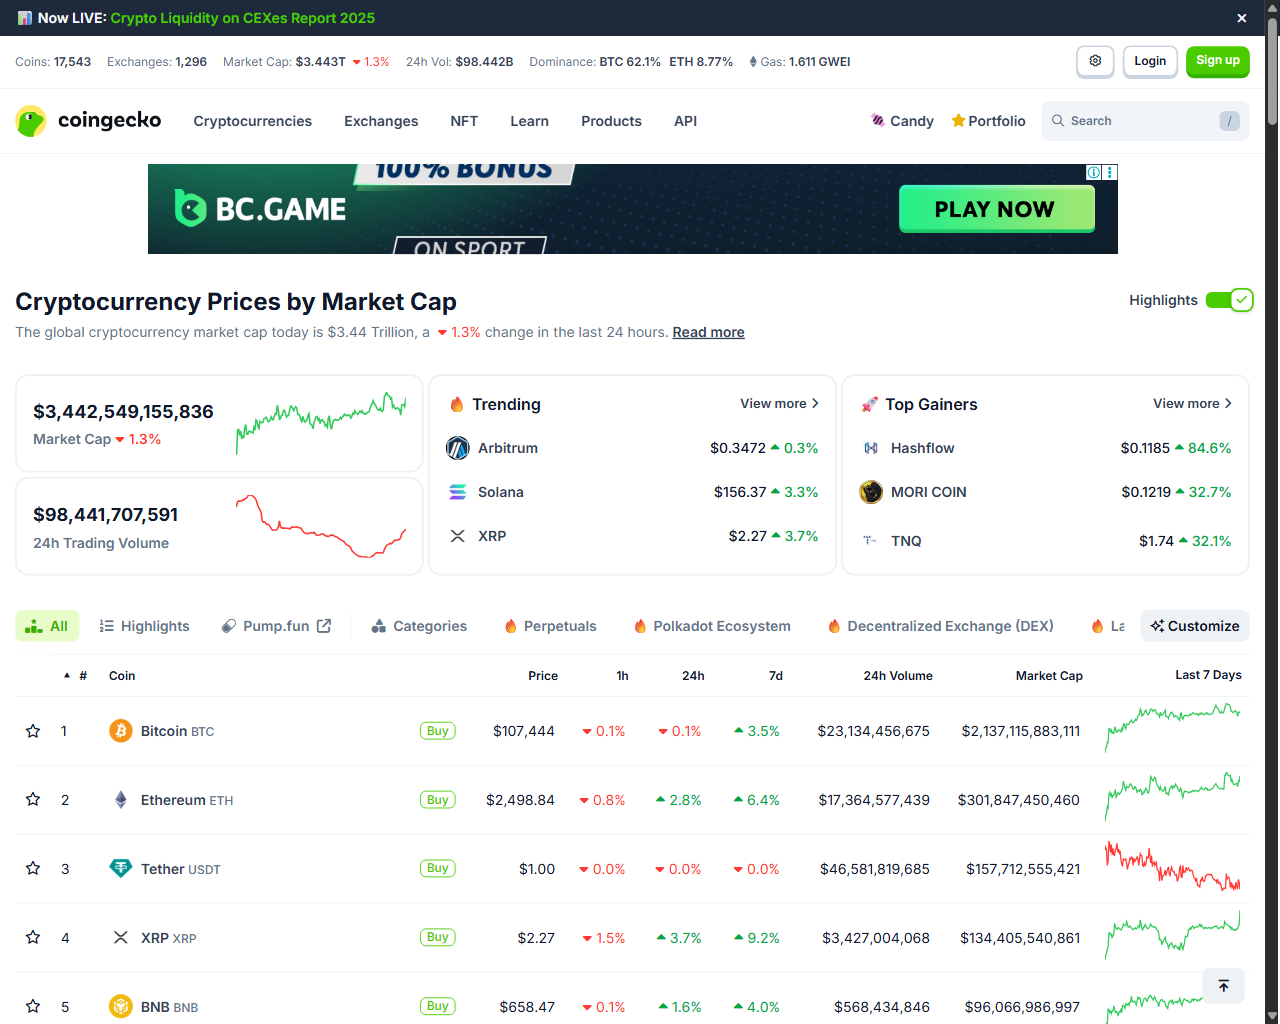 Now LIVE: Crypto Liquidity on CEXes Report 2025
Coins: 17,543 Exchanges: 1,296 Market Cap: $3.443T 1.3% 24h Vol: $98.442B Dominance: BTC 62.1% ETH 8.77% Gas: 1.611 GWEI
Login
Sign up
coingecko
Cryptocurrencies Exchanges NFT Learn Products API
Candy Portfolio
Search /
100% BONUS
BC.GAME
ON SPORT
PLAY NOW
Cryptocurrency Prices by Market Cap
Highlights
The global cryptocurrency market cap today is $3.44 Trillion, a 1.3% change in the last 24 hours. Read more
$3,442,549,155,836
Market Cap 1.3%
$98,441,707,591
24h Trading Volume
Trending View more
Arbitrum $0.3472 0.3%
Solana $156.37 3.3%
XRP $2.27 3.7%
Top Gainers View more
Hashflow $0.1185 84.6%
MORI COIN $0.1219 32.7%
TNQ $1.74 32.1%
All Highlights Pump.fun Categories Perpetuals Polkadot Ecosystem Decentralized Exchange (DEX) La Customize
# Coin Price 1h 24h 7d 24h Volume Market Cap Last 7 Days
1 Bitcoin BTC Buy $107,444 0.1% 0.1% 3.5% $23,134,456,675 $2,137,115,883,111
2 Ethereum ETH Buy $2,498.84 0.8% 2.8% 6.4% $17,364,577,439 $301,847,450,460
3 Tether USDT Buy $1.00 0.0% 0.0% 0.0% $46,581,819,685 $157,712,555,421
4 XRP XRP Buy $2.27 1.5% 3.7% 9.2% $3,427,004,068 $134,405,540,861
5 BNB BNB Buy $658.47 0.1% 1.6% 4.0% $568,434,846 $96,066,986,997